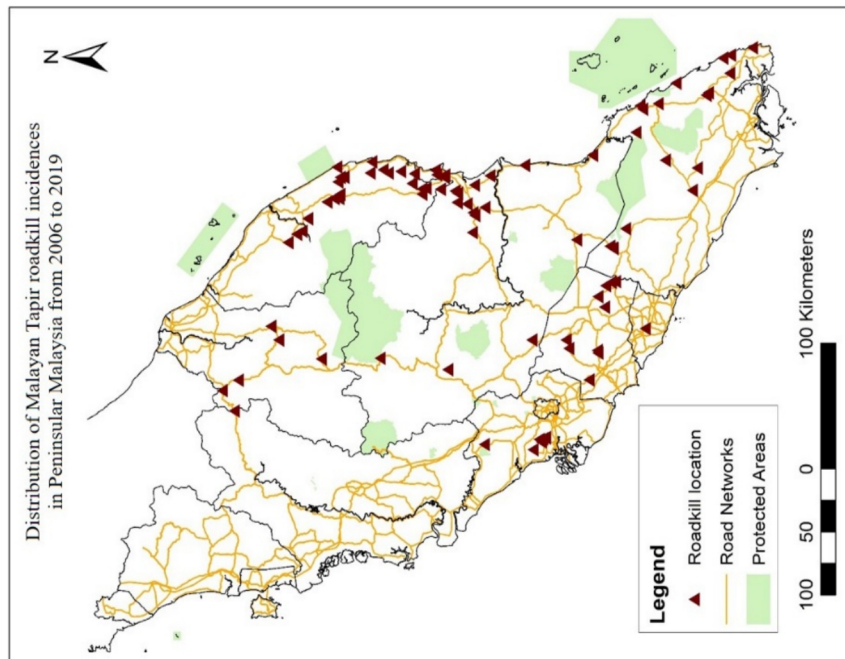 Distribution of Malayan Tapir roadkill incidences
in Peninsular Malaysia from 2006 to 2019
N
Legend
Roadkill location
Road Networks
Protected Areas
100 50 0 100 Kilometers